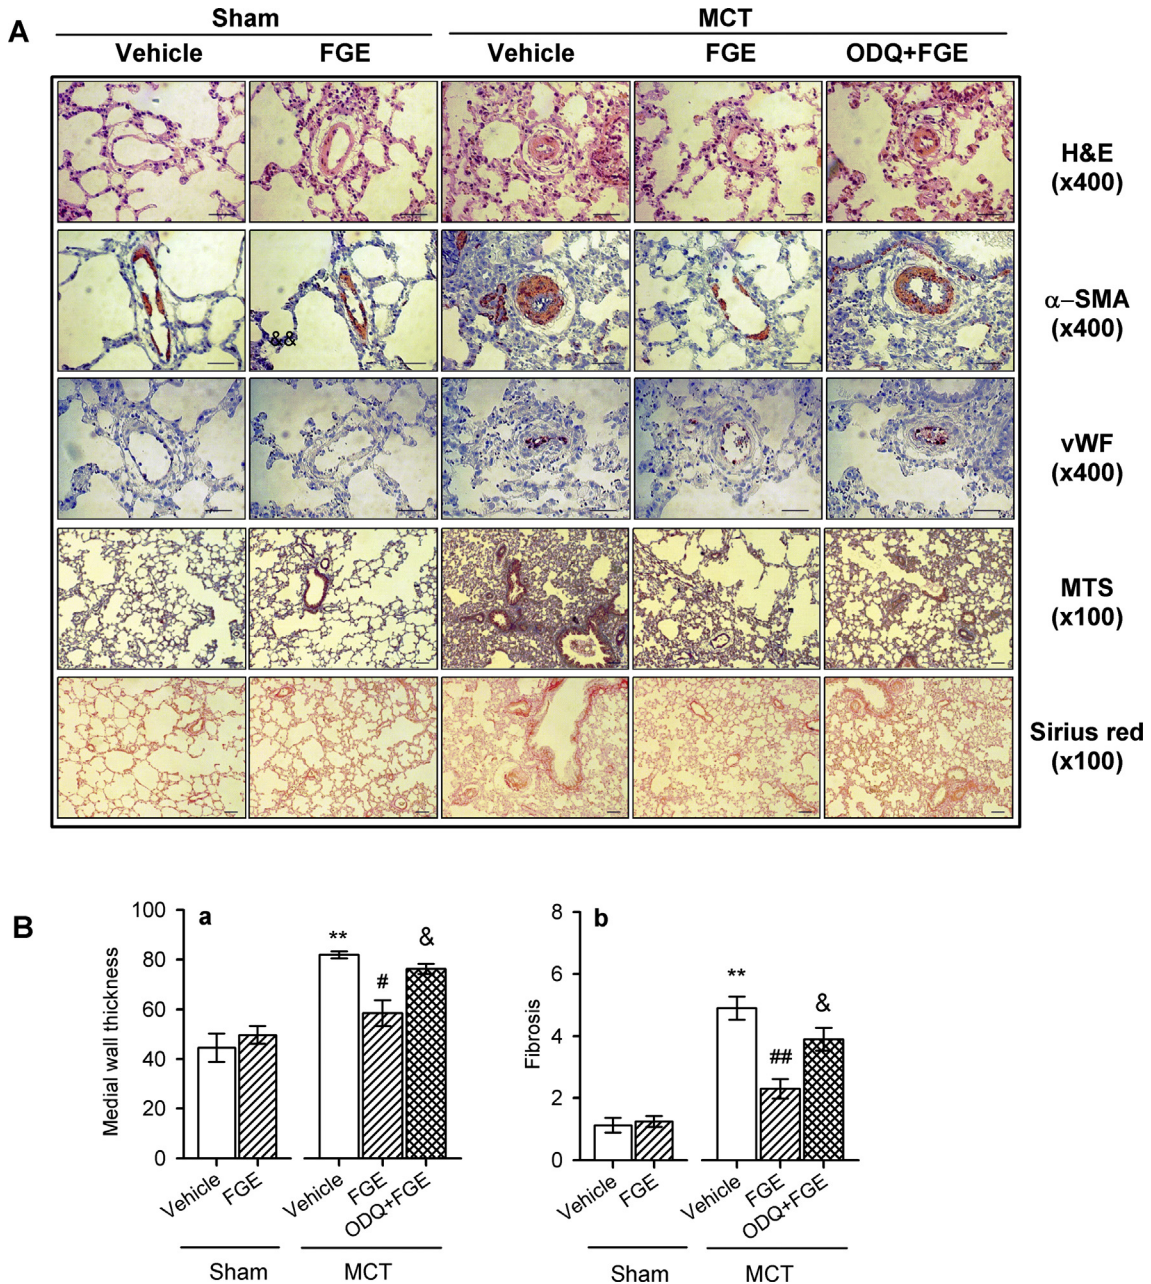 A
Sham
MCT
Vehicle
FGE
Vehicle
FGE
ODQ+FGE
H&E
(x400)
α–SMA
(x400)
&&
vWF
(x400)
MTS
(x100)
Sirius red
(x100)
B
a
Medial wall thickness
100
80
60
40
20
0
**
#
&
Vehicle
FGE
Vehicle
FGE
ODQ+FGE
Sham
MCT
b
Fibrosis
8
6
4
2
0
**
##
&
Vehicle
FGE
Vehicle
FGE
ODQ+FGE
Sham
MCT